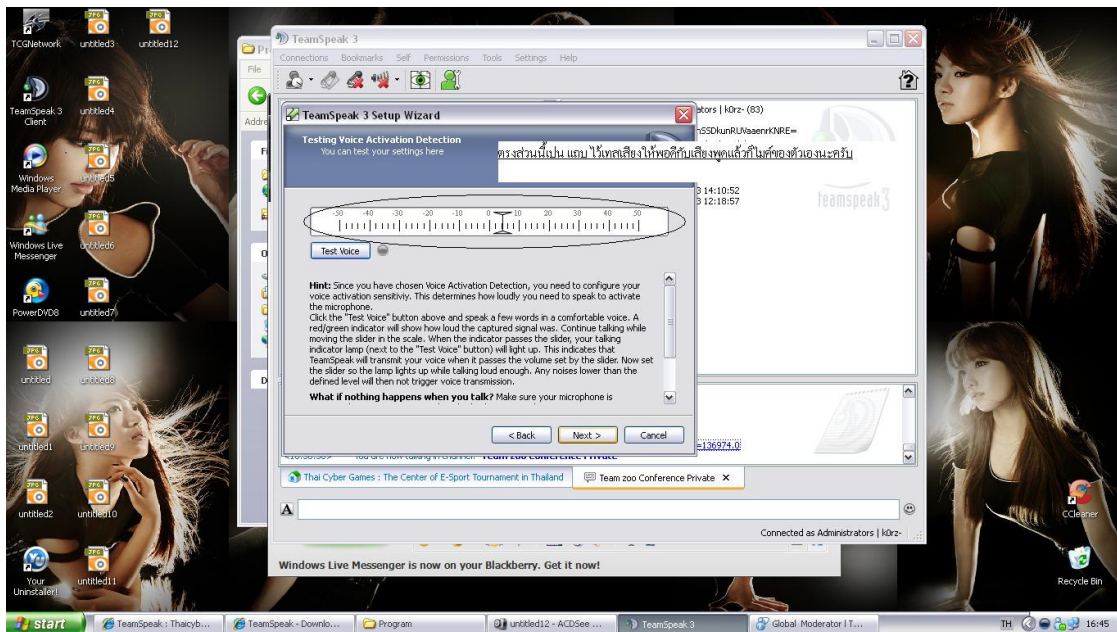 TCGNetwork
untitled3
untitled12
TeamSpeak 3 Client
untitled4
Windows Media Player
untitled5
Windows Live Messenger
untitled6
PowerDVD8
untitled7
untitled
untitled8
untitled1
untitled9
untitled2
untitled10
Your Uninstaller!
untitled11
CCleaner
Recycle Bin
File
Addre
TeamSpeak 3
Connections Bookmarks Self Permissions Tools Settings Help
ators | k0rz- (83)
3 14:10:52
3 12:18:57
teamspeak 3
TeamSpeak 3 Setup Wizard
Testing Voice Activation Detection
You can test your settings here
ตรงส่วนนี้เปน แถบ ไว้เทสเสียงให้พอดีกับเสียงพูดแล้วก็ไมค์ของตัวเองนะครับ
-50 -40 -30 -20 -10 0 10 20 30 40 50
Test Voice
Hint: Since you have chosen Voice Activation Detection, you need to configure your
voice activation sensitiviy. This determines how loudly you need to speak to activate
the microphone.
Click the "Test Voice" button above and speak a few words in a comfortable voice. A
red/green indicator will show how loud the captured signal was. Continue talking while
moving the slider in the scale. When the indicator passes the slider, your talking
indicator lamp (next to the "Test Voice" button) will light up. This indicates that
TeamSpeak will transmit your voice when it passes the volume set by the slider. Now set
the slider so the lamp lights up while talking loud enough. Any noises lower than the
defined level will then not trigger voice transmission.
What if nothing happens when you talk? Make sure your microphone is
< Back Next > Cancel
=136974.0
Thai Cyber Games : The Center of E-Sport Tournament in Thailand
Team zoo Conference Private
Connected as Administrators | k0rz-
Windows Live Messenger is now on your Blackberry. Get it now!
start
TeamSpeak : Thaicyb...
TeamSpeak - Downlo...
Program
untitled12 - ACDSee ...
TeamSpeak 3
Global Moderator l T...
TH
16:45